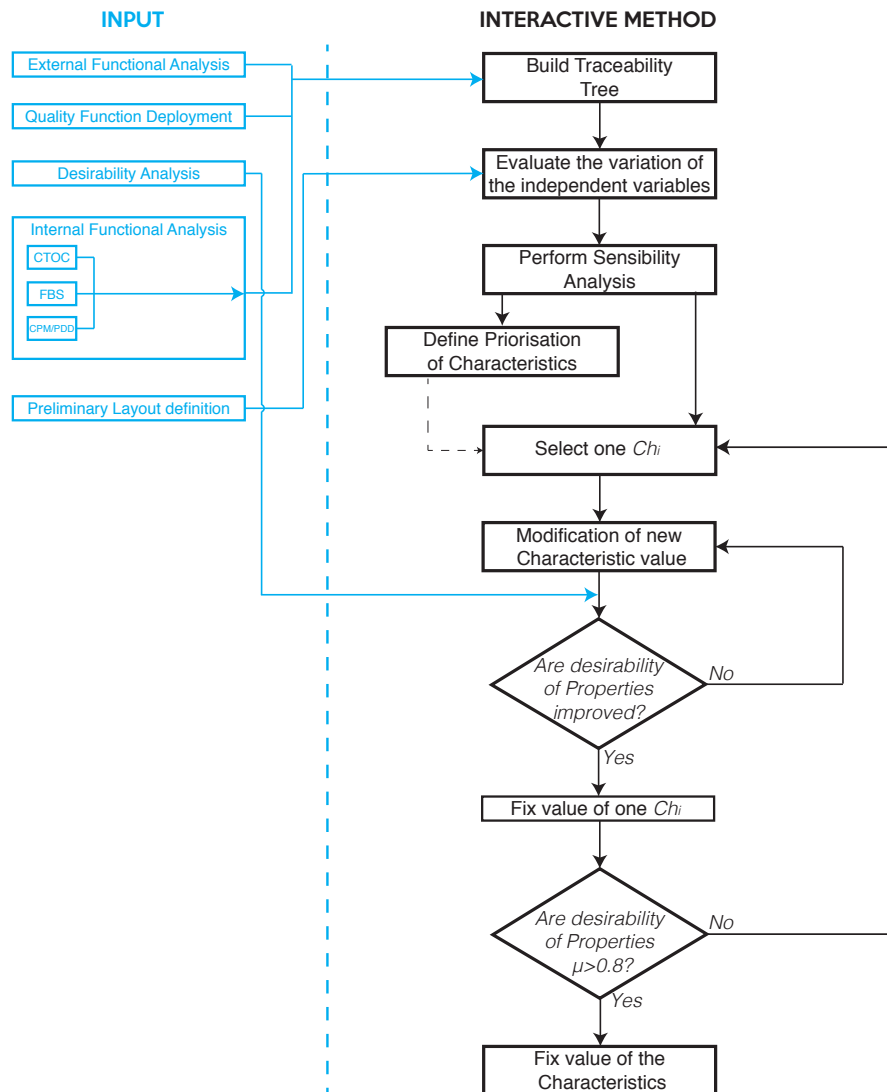 INPUT
INTERACTIVE METHOD
External Functional Analysis
Quality Function Deployment
Desirability Analysis
Internal Functional Analysis
CTOC
FBS
CPM/PDD
Preliminary Layout definition
Build Traceability
Tree
Evaluate the variation of
the independent variables
Perform Sensibility
Analysis
Define Priorisation
of Characteristics
Select one Chi
Modification of new
Characteristic value
Are desirability
of Properties
improved?
No
Yes
Fix value of one Chi
Are desirability
of Properties
µ>0.8?
No
Yes
Fix value of the
Characteristics